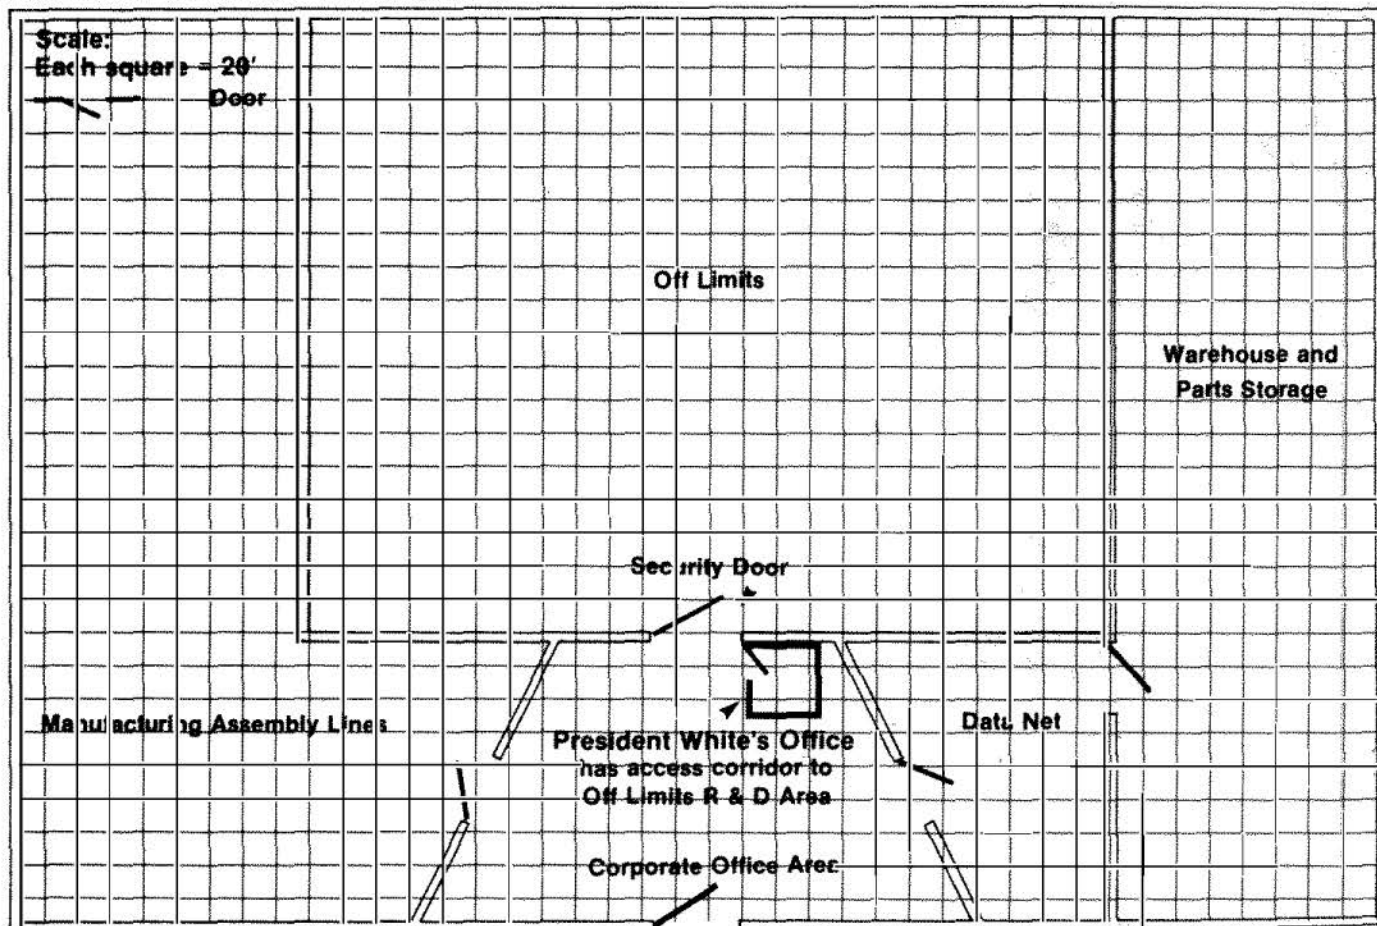 Scale:
Each square = 20'
Door
Off Limits
Warehouse and
Parts Storage
Security Door
Manufacturing Assembly Lines
Data Net
President White's Office
has access corridor to
Off Limits R & D Area
Corporate Office Area